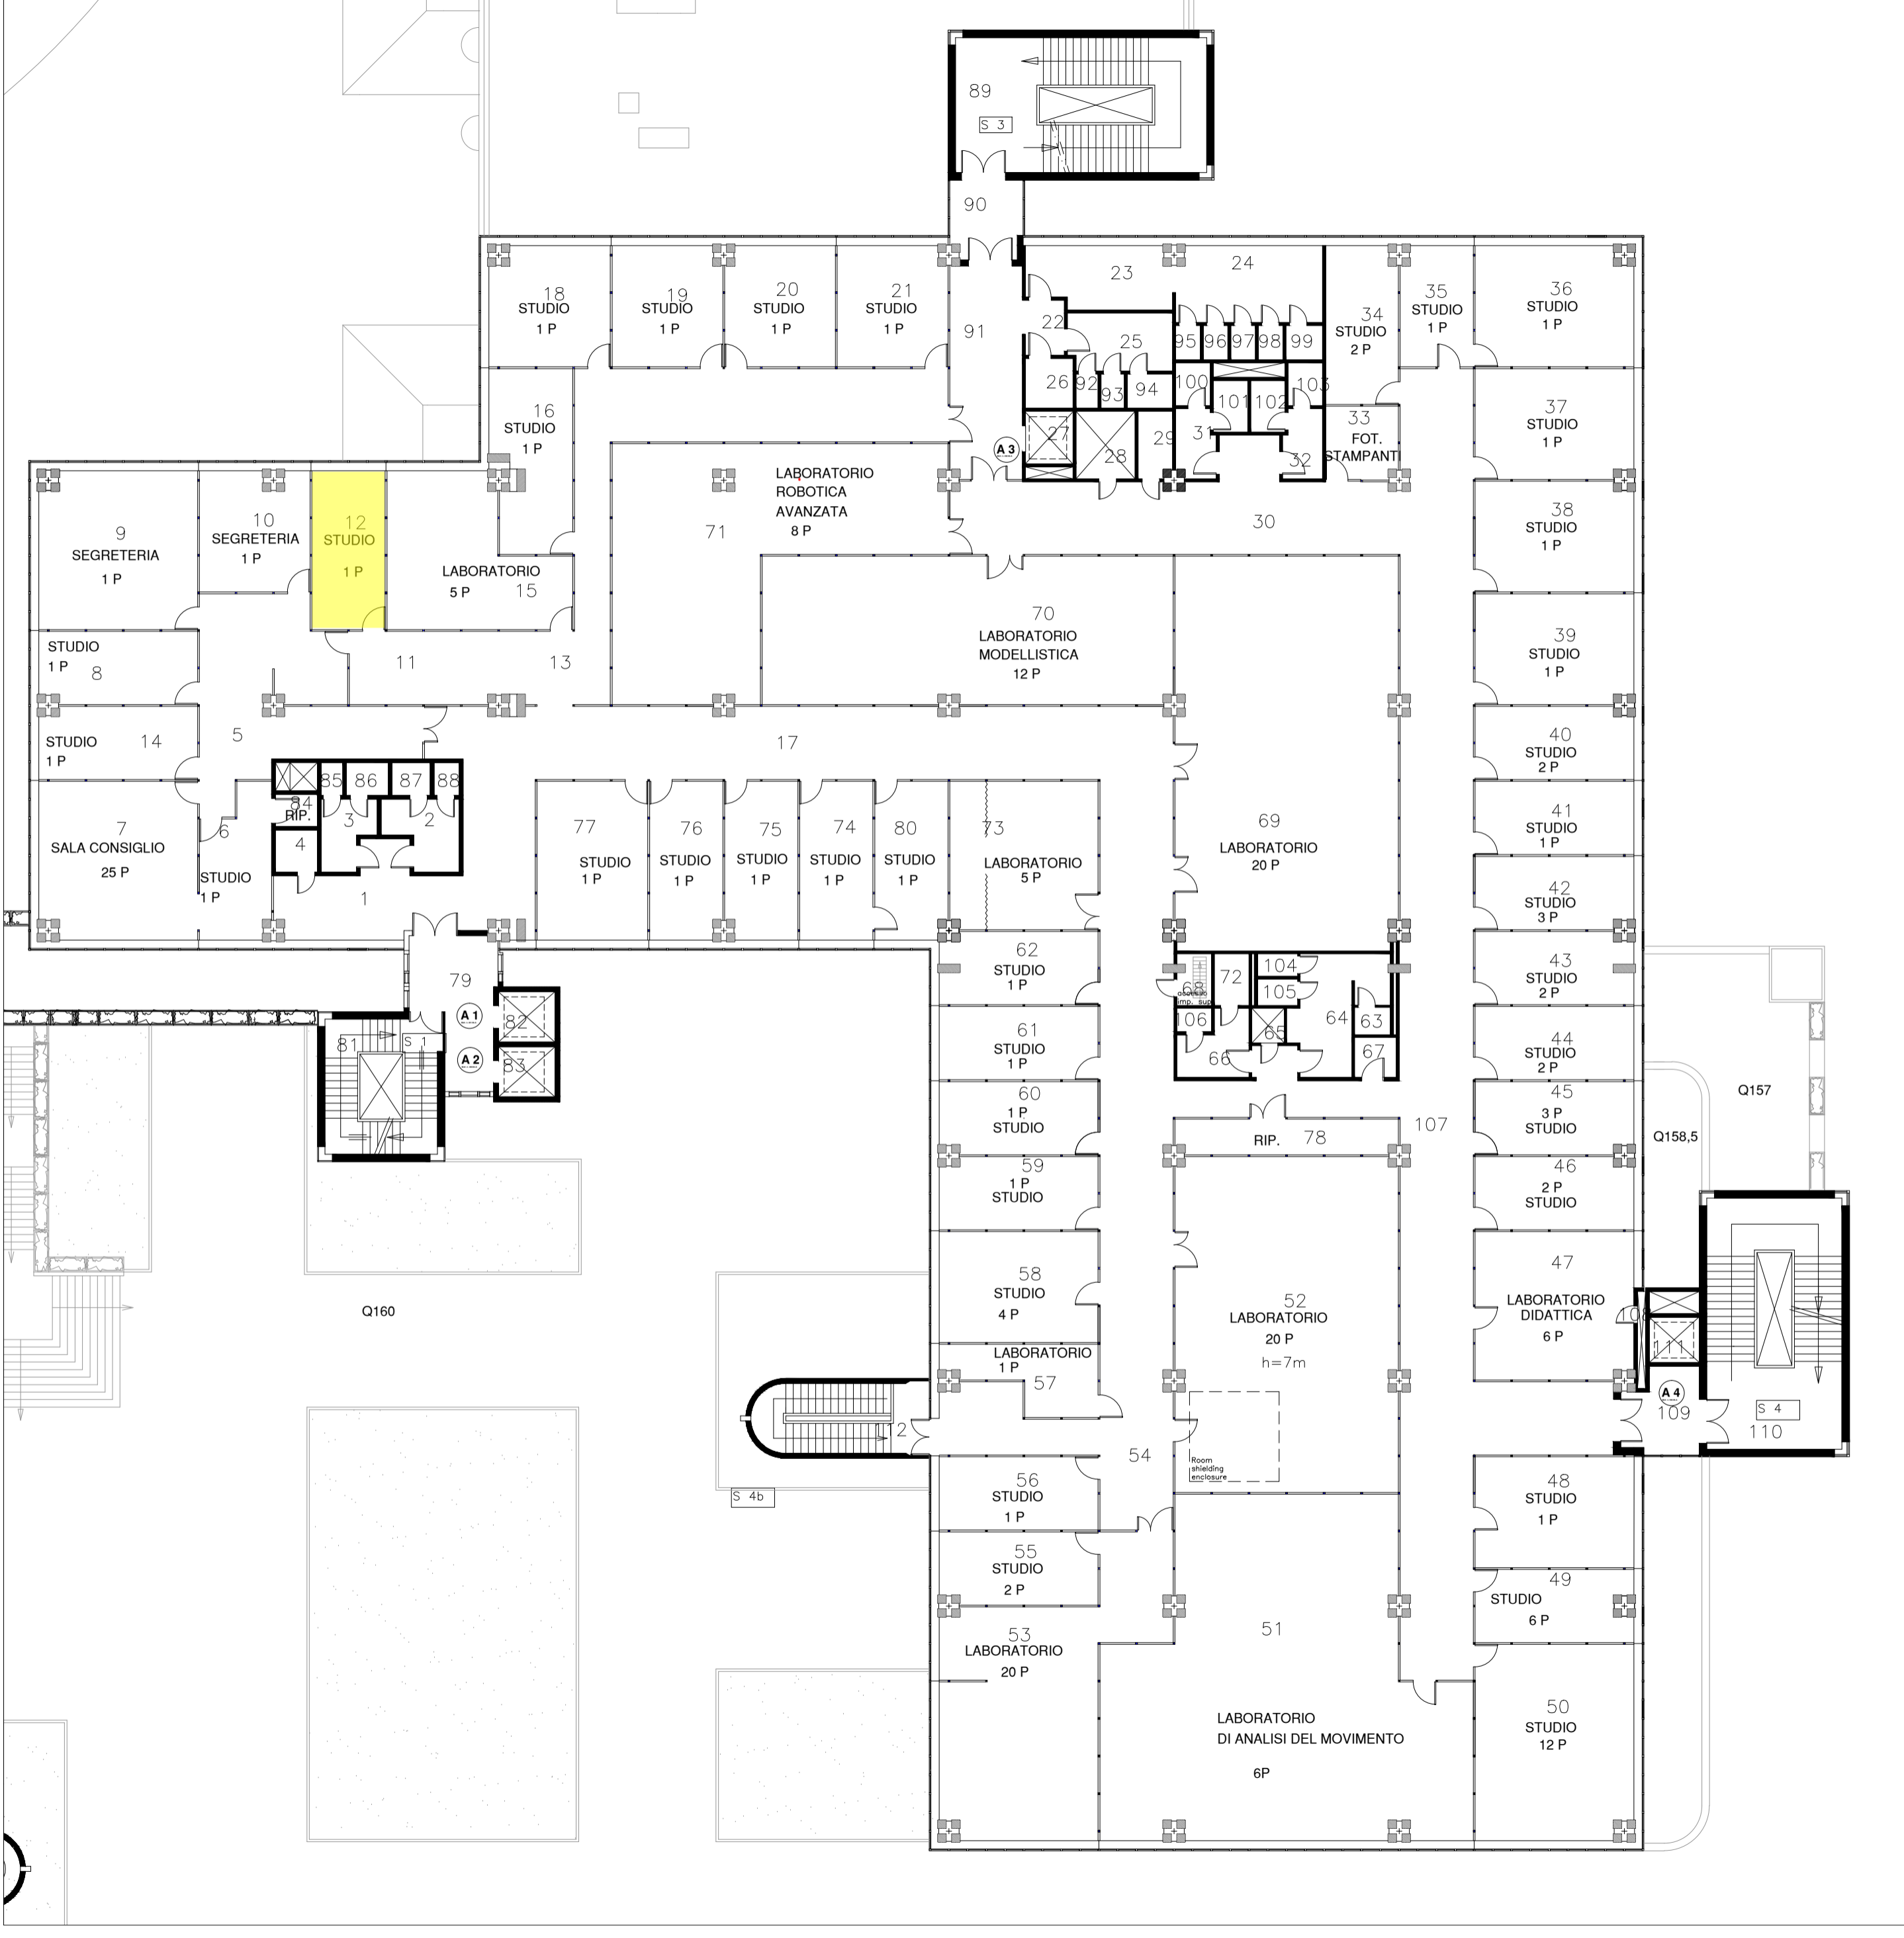 89
S 3
90
18
STUDIO
1 P
19
STUDIO
1 P
20
STUDIO
1 P
21
STUDIO
1 P
91
22
23
24
25
26
92
93
94
95
96
97
98
99
100
101
102
103
27
28
29
31
32
A 3
30
34
STUDIO
2 P
33
FOT.
STAMPANTI
35
STUDIO
1 P
36
STUDIO
1 P
37
STUDIO
1 P
38
STUDIO
1 P
39
STUDIO
1 P
40
STUDIO
2 P
41
STUDIO
1 P
42
STUDIO
3 P
43
STUDIO
2 P
44
STUDIO
2 P
45
3 P
STUDIO
46
2 P
STUDIO
47
LABORATORIO
DIDATTICA
6 P
16
STUDIO
1 P
9
SEGRETERIA
1 P
10
SEGRETERIA
1 P
12
STUDIO
1 P
LABORATORIO
5 P
15
LABORATORIO
ROBOTICA
AVANZATA
8 P
71
70
LABORATORIO
MODELLISTICA
12 P
STUDIO
1 P
8
11
13
STUDIO
14
1 P
5
17
7
SALA CONSIGLIO
25 P
6
STUDIO
1 P
84
RIP.
4
85
86
87
88
3
2
1
77
STUDIO
1 P
76
STUDIO
1 P
75
STUDIO
1 P
74
STUDIO
1 P
80
STUDIO
1 P
73
LABORATORIO
5 P
69
LABORATORIO
20 P
79
A 1
A 2
82
83
81
S 1
62
STUDIO
1 P
61
STUDIO
1 P
60
1 P
STUDIO
59
1 P
STUDIO
58
STUDIO
4 P
LABORATORIO
1 P
57
68
72
104
105
106
65
66
64
63
67
107
RIP.
78
52
LABORATORIO
20 P
h=7m
Room
shielding
enclosure
54
Q157
Q158,5
Q160
111
A 4
109
S 4
110
12
S 4b
56
STUDIO
1 P
55
STUDIO
2 P
53
LABORATORIO
20 P
51
LABORATORIO
DI ANALISI DEL MOVIMENTO
6P
48
STUDIO
1 P
49
STUDIO
6 P
50
STUDIO
12 P